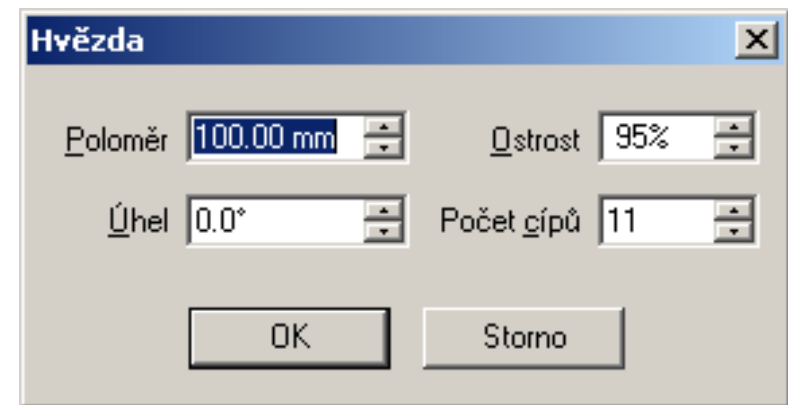 Hvězda
Poloměr 100.00 mm Ostrost 95%
Úhel 0.0° Počet cípů 11
OK Storno